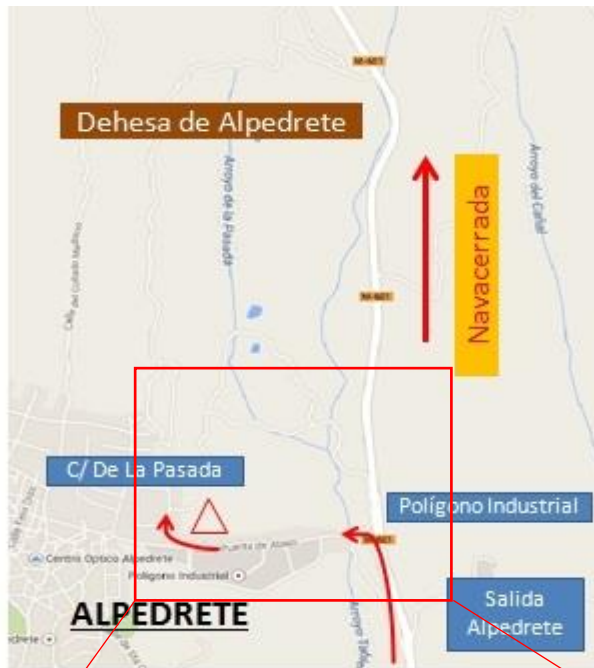 M-601
Dehesa de Alpedrete
Arroyo de la Pasada
Arroyo del Cañal
Navacerrada
M-601
C/ De La Pasada
Polígono Industrial
M-601
Centro Óptico Alpedrete
Polígono Industrial
ALPEDRETE
Salida
Alpedrete